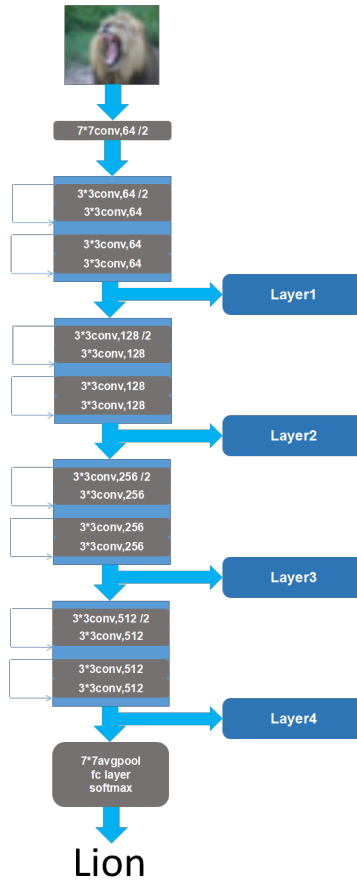 7*7conv,64 /2
3*3conv,64 /2
3*3conv,64
3*3conv,64
3*3conv,64
Layer1
3*3conv,128 /2
3*3conv,128
3*3conv,128
3*3conv,128
Layer2
3*3conv,256 /2
3*3conv,256
3*3conv,256
3*3conv,256
Layer3
3*3conv,512 /2
3*3conv,512
3*3conv,512
3*3conv,512
Layer4
7*7avgpool
fc layer
softmax
Lion